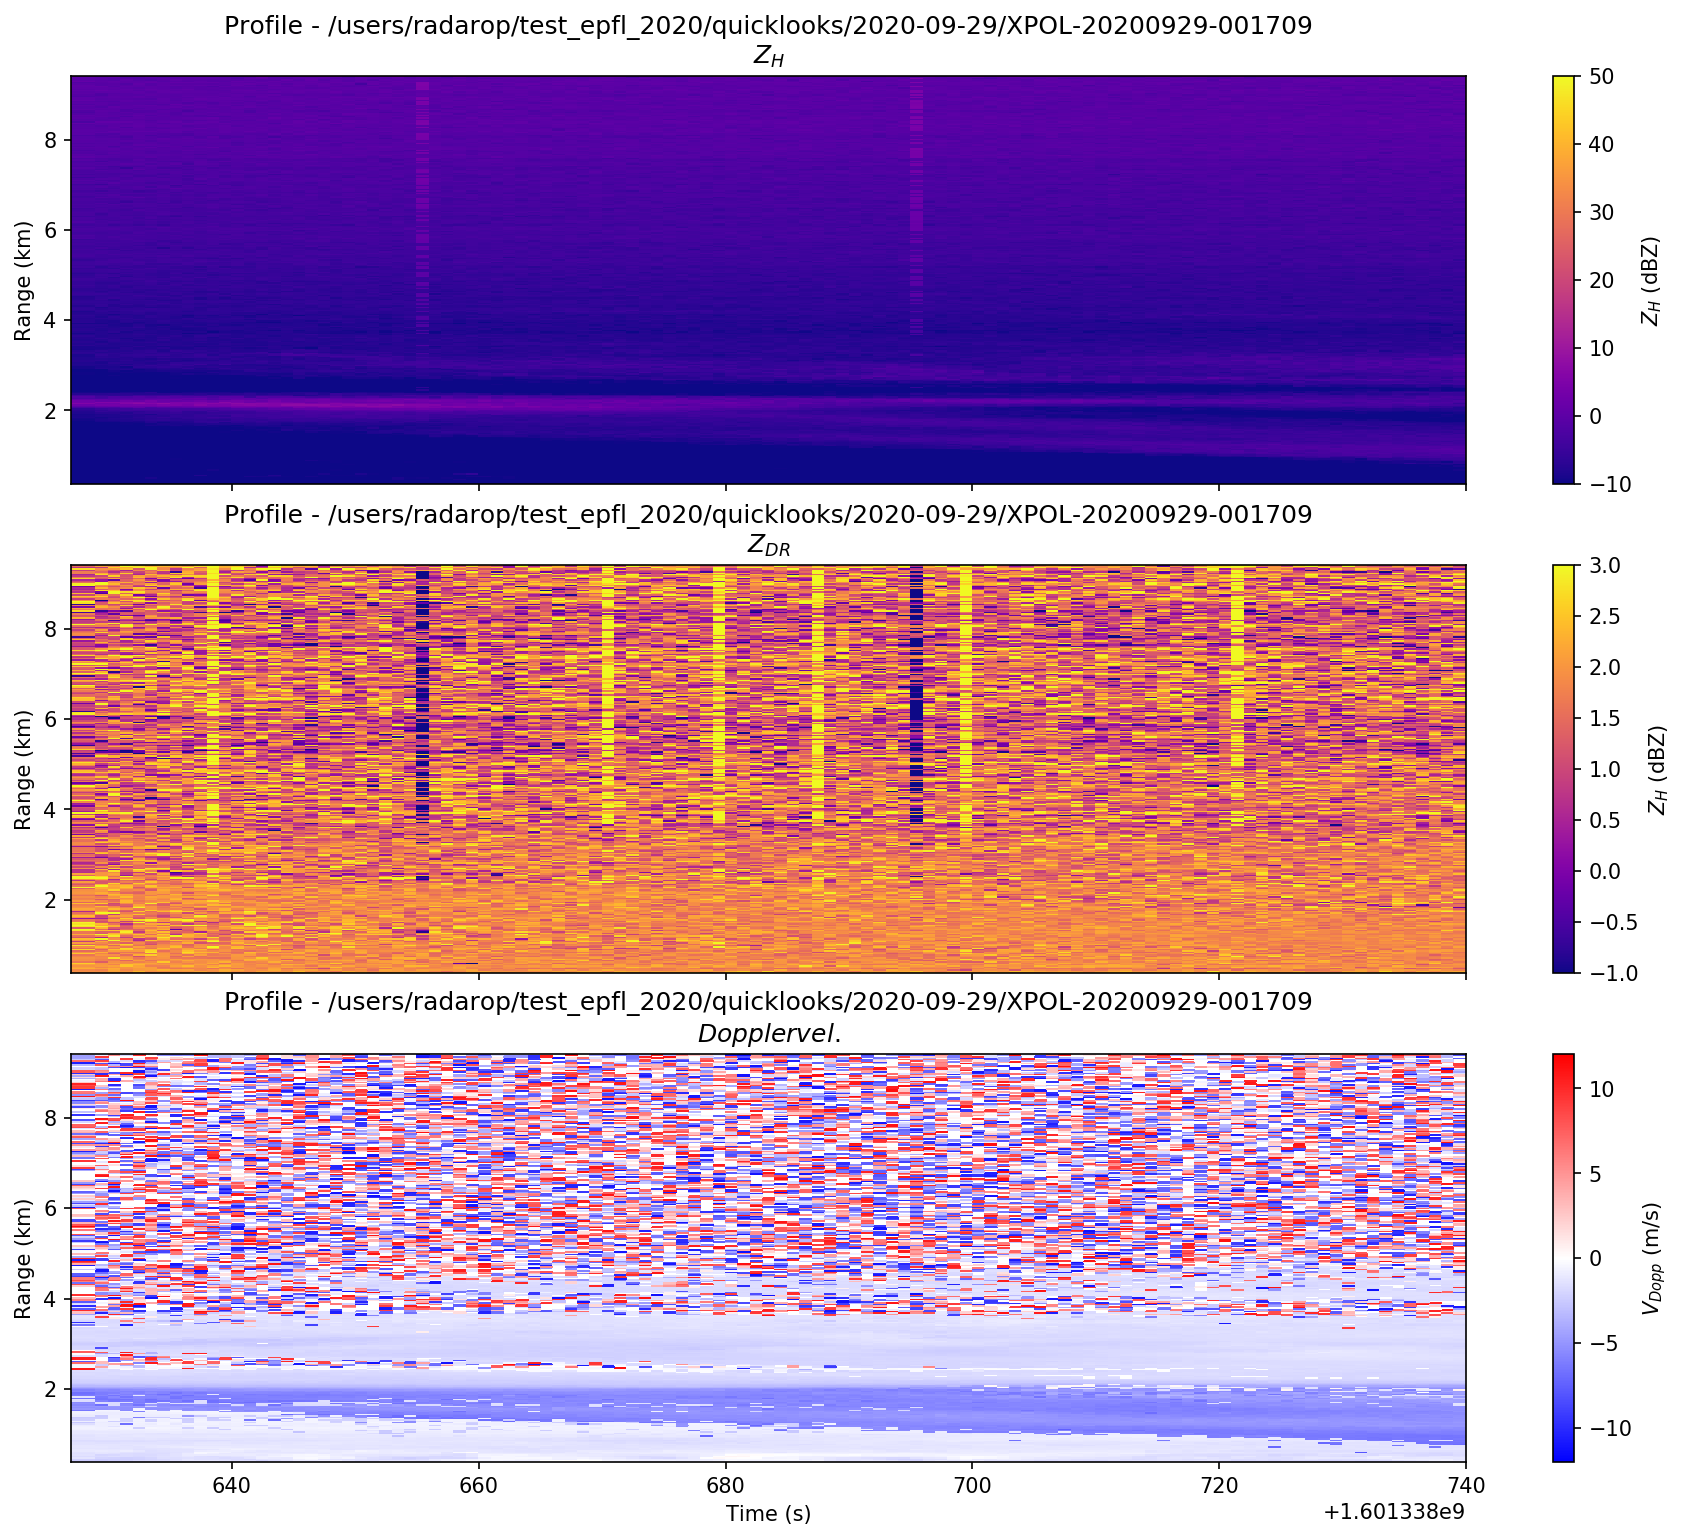 Profile - /users/radarop/test_epfl_2020/quicklooks/2020-09-29/XPOL-20200929-001709
Z_H
Range (km)
8
6
4
2
50
40
30
20
10
0
−10
Z_H (dBZ)
Profile - /users/radarop/test_epfl_2020/quicklooks/2020-09-29/XPOL-20200929-001709
Z_DR
Range (km)
8
6
4
2
3.0
2.5
2.0
1.5
1.0
0.5
0.0
−0.5
−1.0
Z_H (dBZ)
Profile - /users/radarop/test_epfl_2020/quicklooks/2020-09-29/XPOL-20200929-001709
Dopplervel.
Range (km)
8
6
4
2
640 660 680 700 720 740
Time (s)
+1.601338e9
10
5
0
−5
−10
V_Dopp (m/s)